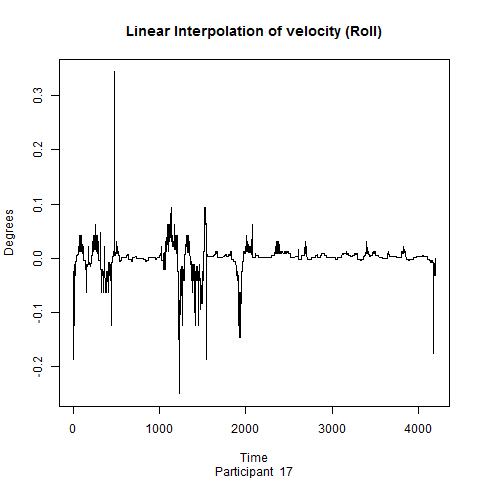 Linear Interpolation of velocity (Roll)
Degrees
0.3
0.2
0.1
0.0
-0.1
-0.2
0 1000 2000 3000 4000
Time
Participant 17